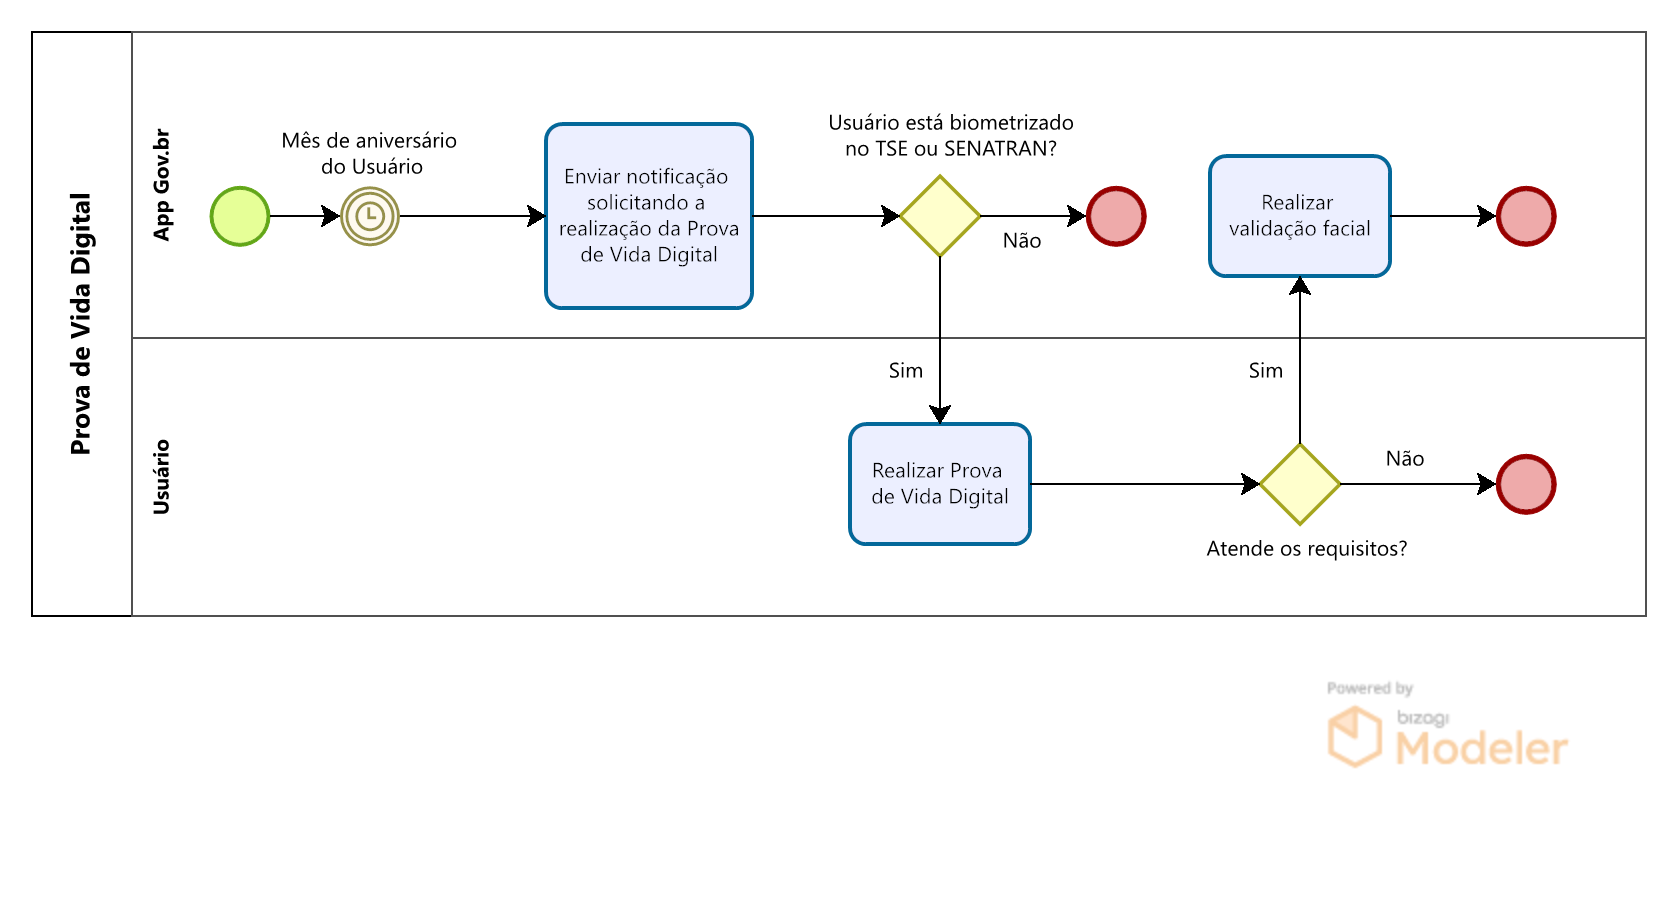 Prova de Vida Digital
App Gov.br
Mês de aniversário
do Usuário
Enviar notificação
solicitando a
realização da Prova
de Vida Digital
Usuário está biometrizado
no TSE ou SENATRAN?
Não
Realizar
validação facial
Usuário
Sim
Realizar Prova
de Vida Digital
Sim
Não
Atende os requisitos?
Powered by
bizagi
Modeler